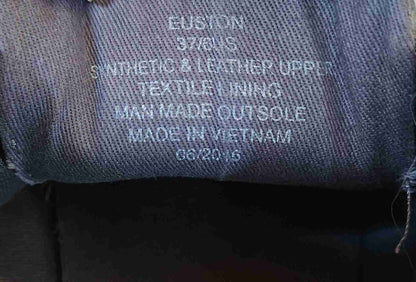 EUSTON
37/6US
SYNTHETIC & LEATHER UPPER
TEXTILE LINING
MAN MADE OUTSOLE
MADE IN VIETNAM
06/2016